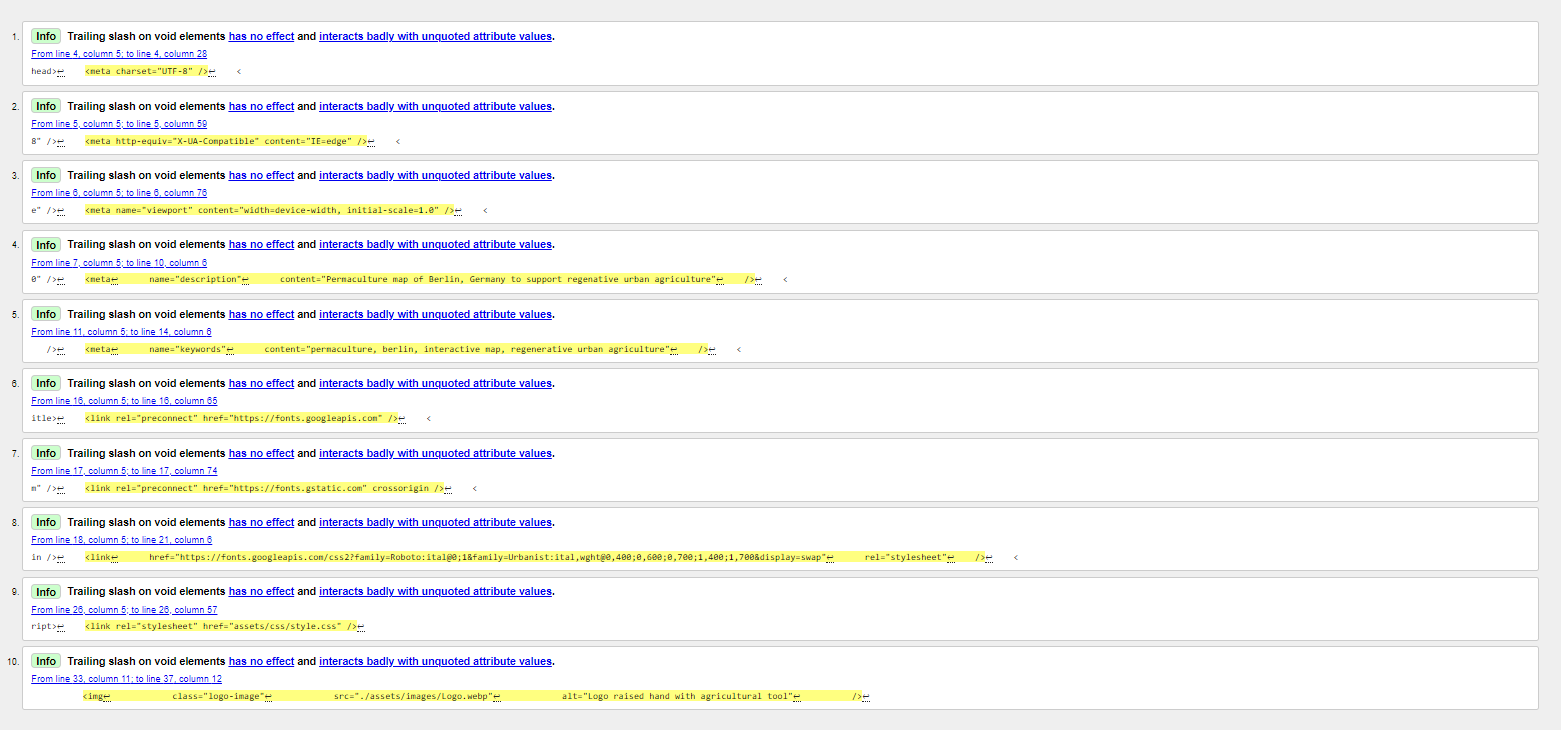 1. Info Trailing slash on void elements has no effect and interacts badly with unquoted attribute values.
From line 4, column 5; to line 4, column 28
head>↩    <meta charset="UTF-8" />↩    <
2. Info Trailing slash on void elements has no effect and interacts badly with unquoted attribute values.
From line 5, column 5; to line 5, column 59
8" />↩    <meta http-equiv="X-UA-Compatible" content="IE=edge" />↩    <
3. Info Trailing slash on void elements has no effect and interacts badly with unquoted attribute values.
From line 6, column 5; to line 6, column 76
e" />↩    <meta name="viewport" content="width=device-width, initial-scale=1.0" />↩    <
4. Info Trailing slash on void elements has no effect and interacts badly with unquoted attribute values.
From line 7, column 5; to line 10, column 6
0" />↩    <meta↩      name="description"↩      content="Permaculture map of Berlin, Germany to support regenative urban agriculture"↩    />↩    <
5. Info Trailing slash on void elements has no effect and interacts badly with unquoted attribute values.
From line 11, column 5; to line 14, column 6
/>↩    <meta↩      name="keywords"↩      content="permaculture, berlin, interactive map, regenerative urban agriculture"↩    />↩    <
6. Info Trailing slash on void elements has no effect and interacts badly with unquoted attribute values.
From line 16, column 5; to line 16, column 65
itle>↩    <link rel="preconnect" href="https://fonts.googleapis.com" />↩    <
7. Info Trailing slash on void elements has no effect and interacts badly with unquoted attribute values.
From line 17, column 5; to line 17, column 74
m" />↩    <link rel="preconnect" href="https://fonts.gstatic.com" crossorigin />↩    <
8. Info Trailing slash on void elements has no effect and interacts badly with unquoted attribute values.
From line 18, column 5; to line 21, column 6
in />↩    <link↩      href="https://fonts.googleapis.com/css2?family=Roboto:ital@0;1&family=Urbanist:ital,wght@0,400;0,600;0,700;1,400;1,700&display=swap"↩      rel="stylesheet"↩    />↩    <
9. Info Trailing slash on void elements has no effect and interacts badly with unquoted attribute values.
From line 26, column 5; to line 26, column 57
ript>↩    <link rel="stylesheet" href="assets/css/style.css" />↩
10. Info Trailing slash on void elements has no effect and interacts badly with unquoted attribute values.
From line 33, column 11; to line 37, column 12
<img↩            class="logo-image"↩            src="./assets/images/Logo.webp"↩            alt="Logo raised hand with agricultural tool"↩          />↩